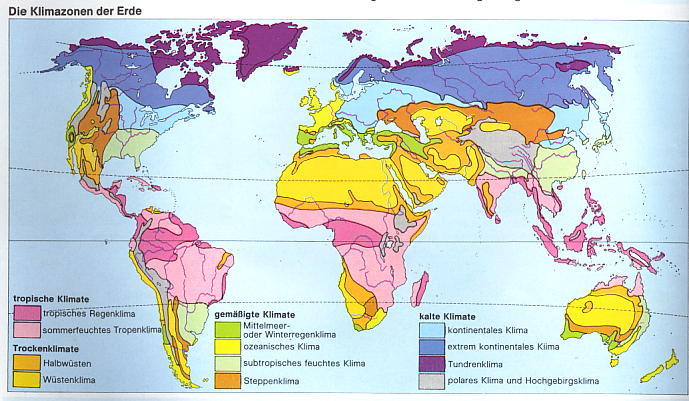 Die Klimazonen der Erde
tropische Klimate
tropisches Regenklima
sommerfeuchtes Tropenklima
Trockenklimate
Halbwüsten
Wüstenklima
gemäßigte Klimate
Mittelmeer-
oder Winterregenklima
ozeanisches Klima
subtropisches feuchtes Klima
Steppenklima
kalte Klimate
kontinentales Klima
extrem kontinentales Klima
Tundrenklima
polares Klima und Hochgebirgsklima